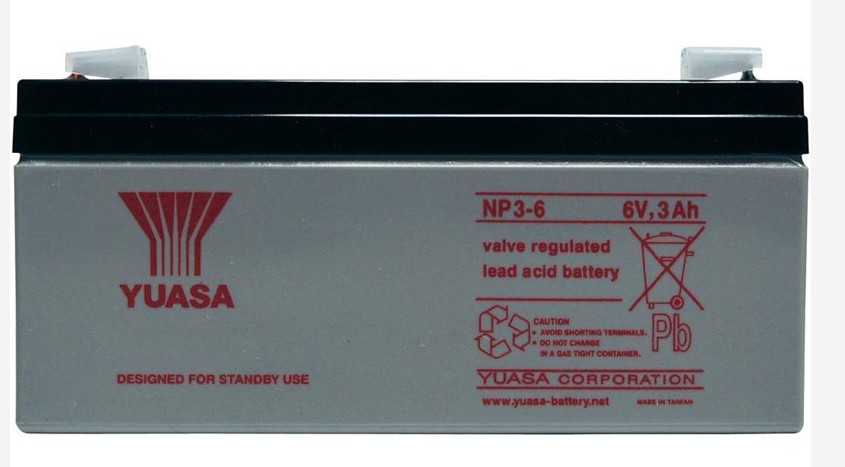 YUASA
DESIGNED FOR STANDBY USE
NP3-6 6V, 3Ah
valve regulated
lead acid battery
CAUTION
AVOID SHORTING TERMINALS.
DO NOT CHARGE
IN A GAS TIGHT CONTAINER.
Pb
YUASA CORPORATION
www.yuasa-battery.net MADE IN TAIWAN